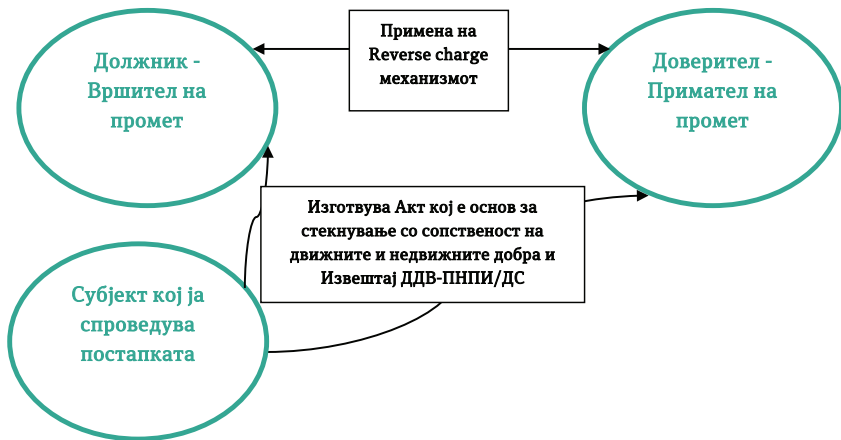 Должник -
Вршител на
промет
Примена на
Reverse charge
механизмот
Доверител -
Примател на
промет
Изготвува Акт кој е основ за
стекнување со сопственост на
движните и недвижните добра и
Извештај ДДВ-ПНПИ/ДС
Субјект кој ја
спроведува
постапката